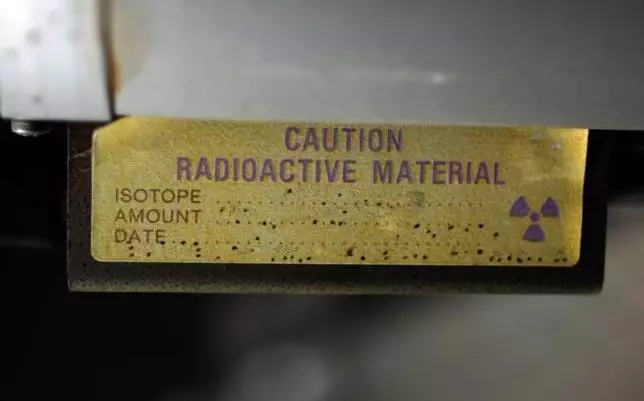 CAUTION
RADIOACTIVE MATERIAL
ISOTOPE
AMOUNT
DATE